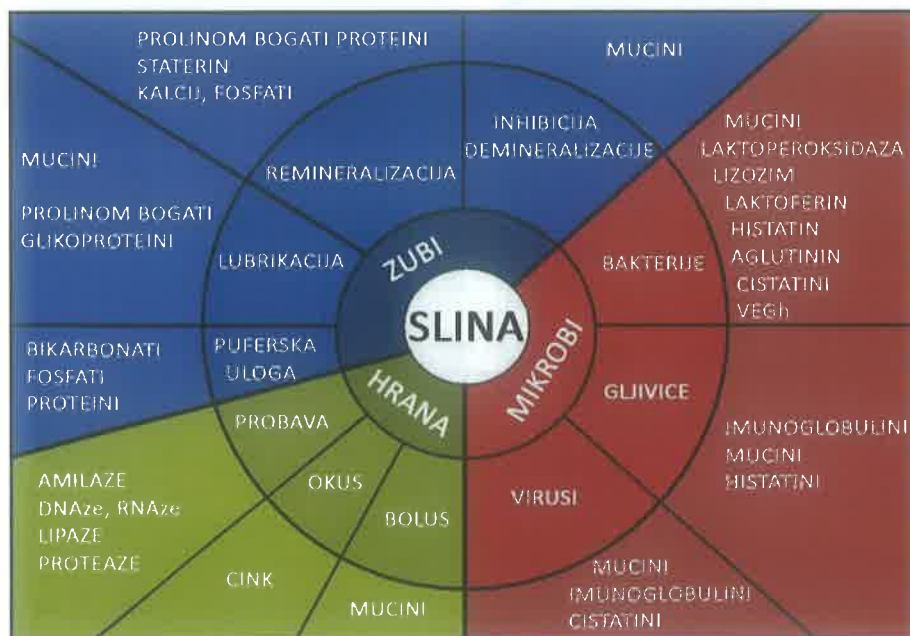 PROLINOM BOGATI PROTEINI
STATERIN
KALCIJ, FOSFATI
MUCINI
MUCINI
PROLINOM BOGATI
GLIKOPROTEINI
REMINERALIZACIJA
INHIBICIJA
DEMINERALIZACIJE
MUCINI
LAKTOPEROKSIDAZA
LIZOZIM
LAKTOFERIN
HISTATIN
AGLUTININ
CISTATINI
VEGh
LUBRIKACIJA
ZUBI
BAKTERIJE
SLINA
BIKARBONATI
FOSFATI
PROTEINI
PUFERSKA
ULOGA
HRANA
MIKROBI
GLJIVICE
IMUNOGLOBULINI
MUCINI
HISTATINI
PROBAVA
OKUS
BOLUS
VIRUSI
AMILAZE
DNAze, RNAze
LIPAZE
PROTEAZE
CINK
MUCINI
MUCINI
IMUNOGLOBULINI
CISTATINI